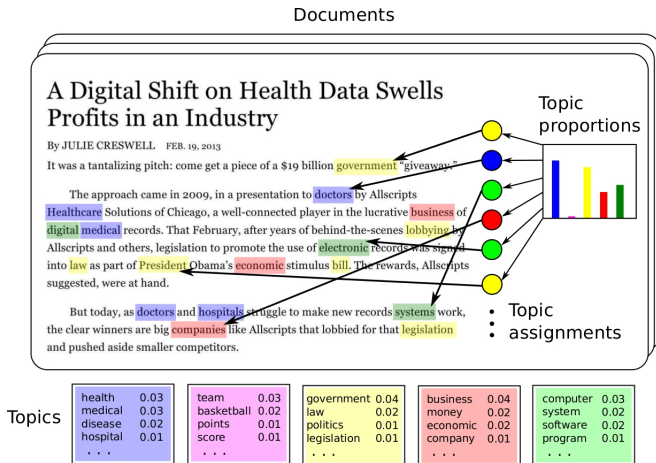 Documents
A Digital Shift on Health Data Swells
Profits in an Industry
By JULIE CRESWELL FEB. 19, 2013
It was a tantalizing pitch: come get a piece of a $19 billion government “giveaway.”
The approach came in 2009, in a presentation to doctors by Allscripts
Healthcare Solutions of Chicago, a well-connected player in the lucrative business of
digital medical records. That February, after years of behind-the-scenes lobbying by
Allscripts and others, legislation to promote the use of electronic records was signed
into law as part of President Obama’s economic stimulus bill. The rewards, Allscripts
suggested, were at hand.
But today, as doctors and hospitals struggle to make new records systems work,
the clear winners are big companies like Allscripts that lobbied for that legislation
and pushed aside smaller competitors.
Topic
proportions
Topic
assignments
Topics
health 0.03
medical 0.03
disease 0.02
hospital 0.01
. . .
team 0.03
basketball 0.02
points 0.01
score 0.01
. . .
government 0.04
law 0.02
politics 0.01
legislation 0.01
. . .
business 0.04
money 0.02
economic 0.02
company 0.01
. . .
computer 0.03
system 0.02
software 0.02
program 0.01
. . .